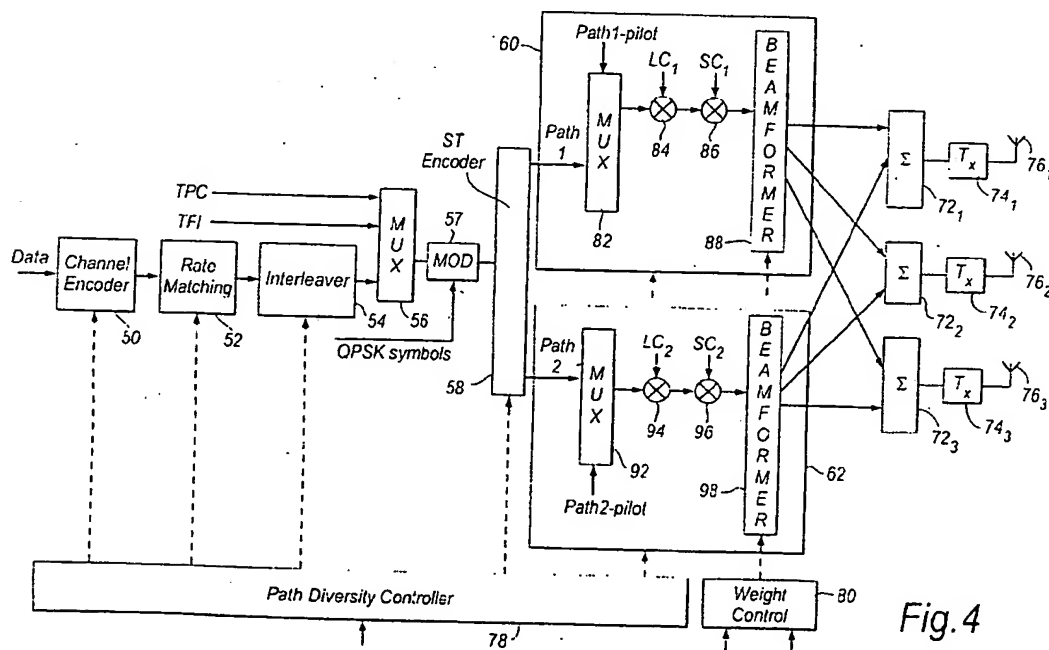 Path1-pilot
60
LC1
SC1
MUX
84
86
BEAMFORMER
88
82
Path 1
ST Encoder
TPC
TFI
MUX
57
MOD
Data
Channel Encoder
50
Rate Matching
52
Interleaver
54
56
QPSK symbols
58
Σ
721
Tx
741
761
Σ
722
Tx
742
762
Σ
723
Tx
743
763
Path 2
MUX
LC2
SC2
94
96
92
Path2-pilot
BEAMFORMER
98
62
Path Diversity Controller
78
Weight Control
80
Fig.4